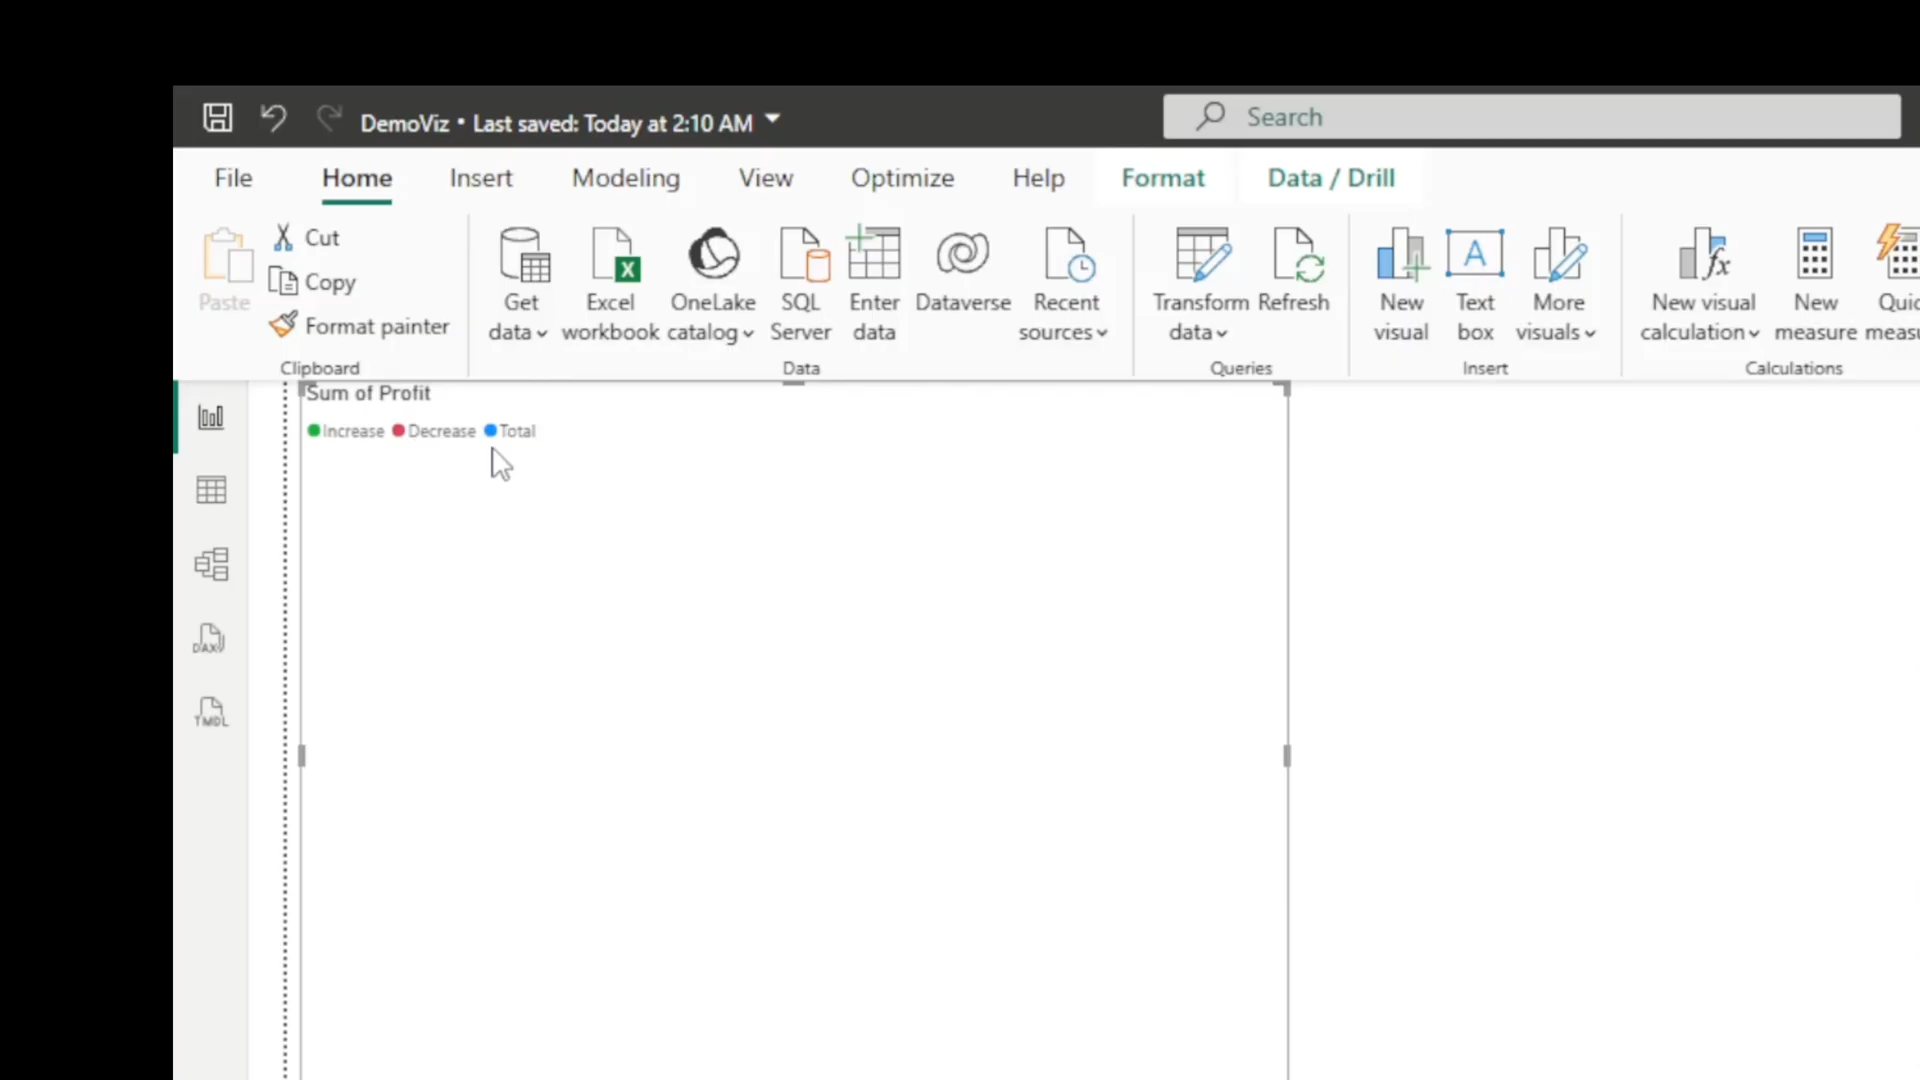 DemoViz • Last saved: Today at 2:10 AM
Search
File Home Insert Modeling View Optimize Help Format Data / Drill
Paste
Cut
Copy
Format painter
Clipboard
Get data
Excel workbook
OneLake catalog
SQL Server
Enter data
Dataverse
Recent sources
Data
Transform data
Refresh
Queries
New visual
Text box
More visuals
Insert
New visual calculation
New measure
Calculations
Sum of Profit
Increase Decrease Total
DAX
TMDL